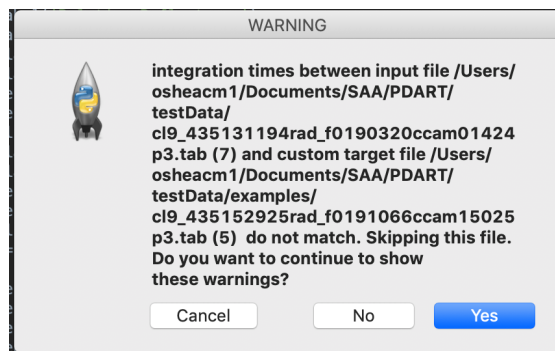 WARNING
integration times between input file /Users/
osheacm1/Documents/SAA/PDART/
testData/
cl9_435131194rad_f0190320ccam01424
p3.tab (7) and custom target file /Users/
osheacm1/Documents/SAA/PDART/
testData/examples/
cl9_435152925rad_f0191066ccam15025
p3.tab (5)  do not match. Skipping this file.
Do you want to continue to show
these warnings?
Cancel
No
Yes